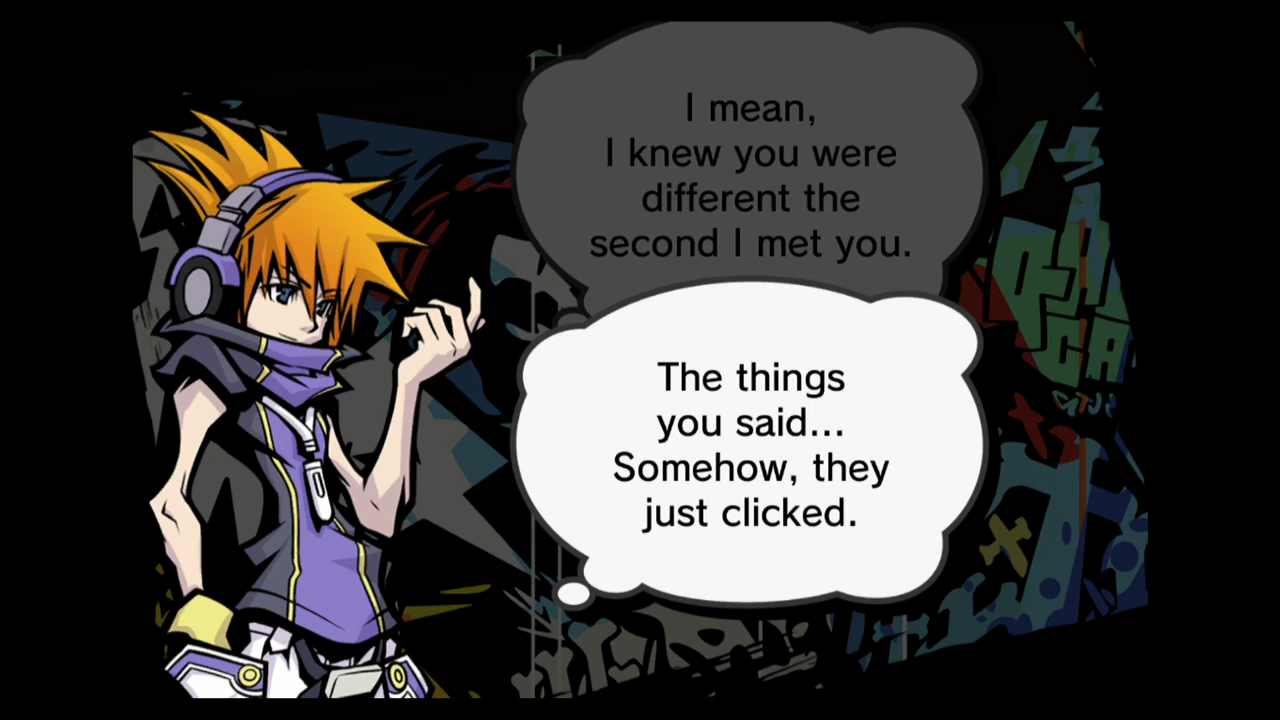 I mean,
I knew you were
different the
second I met you.
The things
you said...
Somehow, they
just clicked.